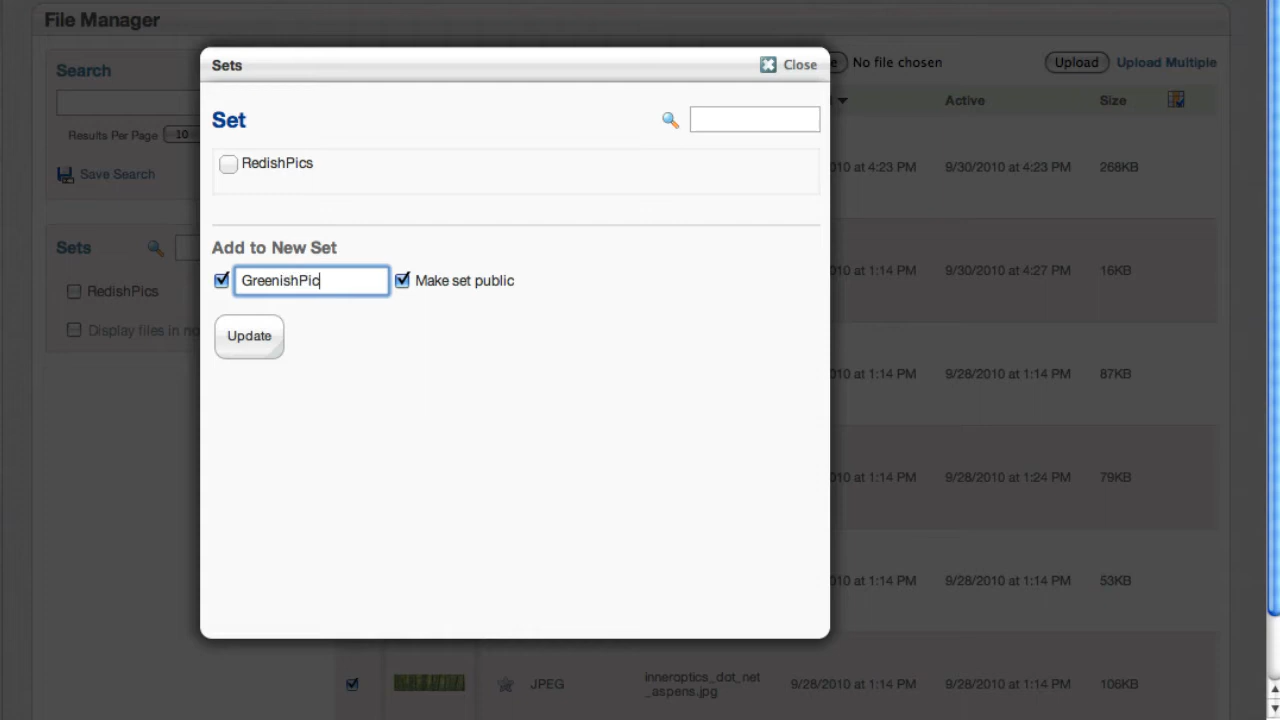 File Manager
Search
Results Per Page 10
Save Search
Sets
RedishPics
Display files in no
Sets
Close
Set
RedishPics
Add to New Set
GreenishPic
Make set public
Update
No file chosen
Upload
Upload Multiple
Active
Size
010 at 4:23 PM
9/30/2010 at 4:23 PM
268KB
010 at 1:14 PM
9/30/2010 at 4:27 PM
16KB
010 at 1:14 PM
9/28/2010 at 1:14 PM
87KB
010 at 1:14 PM
9/28/2010 at 1:24 PM
79KB
010 at 1:14 PM
9/28/2010 at 1:14 PM
53KB
JPEG
inneroptics_dot_net
_aspens.jpg
9/28/2010 at 1:14 PM
9/28/2010 at 1:14 PM
106KB